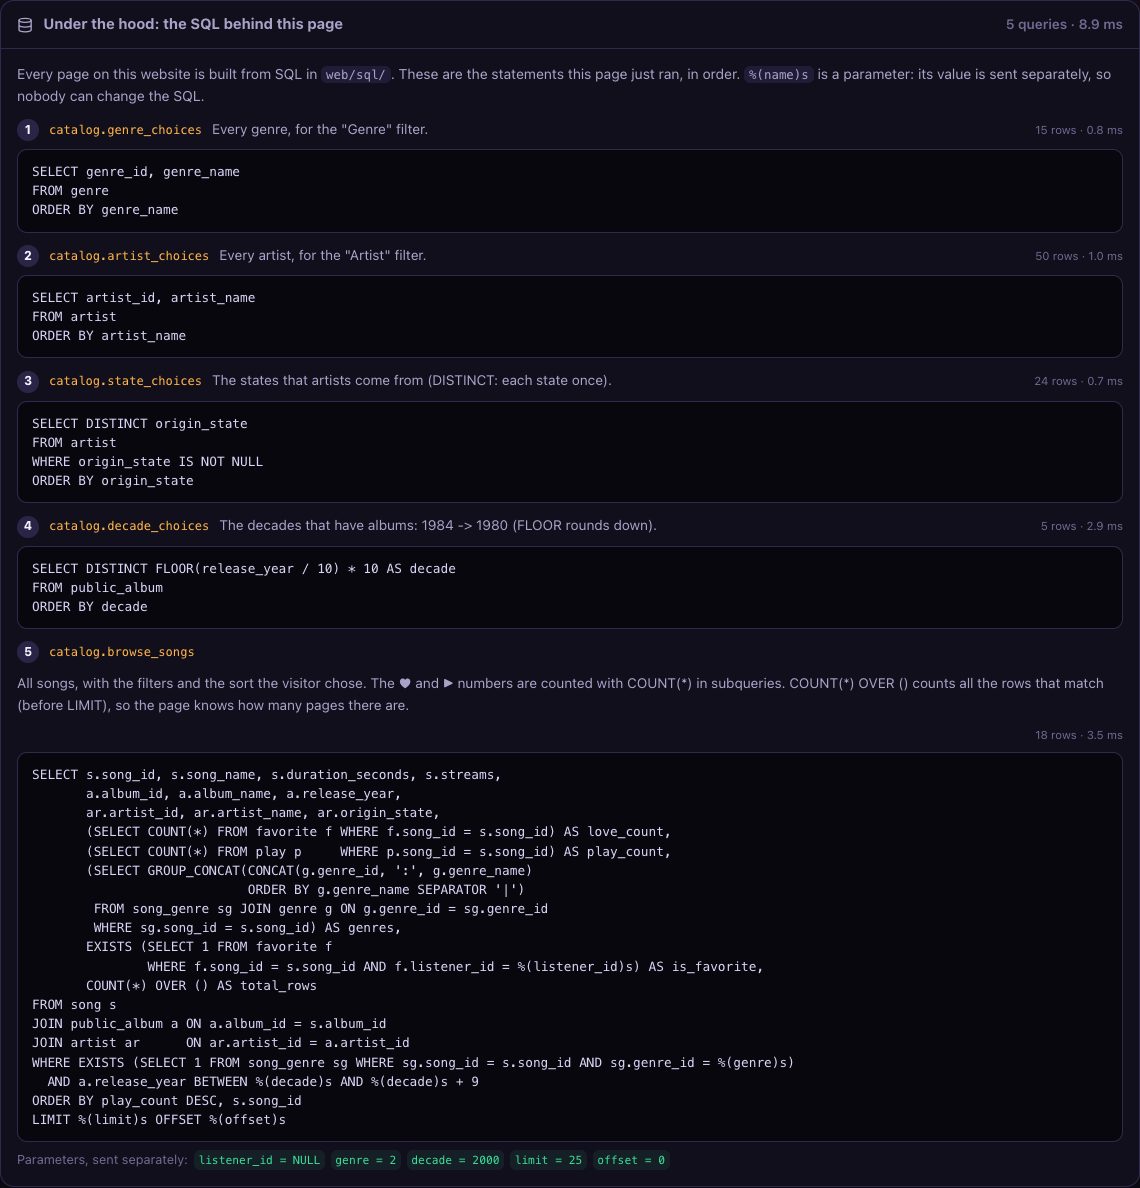 Under the hood: the SQL behind this page
5 queries · 8.9 ms
Every page on this website is built from SQL in web/sql/. These are the statements this page just ran, in order. %(name)s is a parameter: its value is sent separately, so
nobody can change the SQL.
1 catalog.genre_choices Every genre, for the "Genre" filter.
15 rows · 0.8 ms
SELECT genre_id, genre_name
FROM genre
ORDER BY genre_name
2 catalog.artist_choices Every artist, for the "Artist" filter.
50 rows · 1.0 ms
SELECT artist_id, artist_name
FROM artist
ORDER BY artist_name
3 catalog.state_choices The states that artists come from (DISTINCT: each state once).
24 rows · 0.7 ms
SELECT DISTINCT origin_state
FROM artist
WHERE origin_state IS NOT NULL
ORDER BY origin_state
4 catalog.decade_choices The decades that have albums: 1984 -> 1980 (FLOOR rounds down).
5 rows · 2.9 ms
SELECT DISTINCT FLOOR(release_year / 10) * 10 AS decade
FROM public_album
ORDER BY decade
5 catalog.browse_songs
All songs, with the filters and the sort the visitor chose. The ♥ and ▶ numbers are counted with COUNT(*) in subqueries. COUNT(*) OVER () counts all the rows that match
(before LIMIT), so the page knows how many pages there are.
18 rows · 3.5 ms
SELECT s.song_id, s.song_name, s.duration_seconds, s.streams,
       a.album_id, a.album_name, a.release_year,
       ar.artist_id, ar.artist_name, ar.origin_state,
       (SELECT COUNT(*) FROM favorite f WHERE f.song_id = s.song_id) AS love_count,
       (SELECT COUNT(*) FROM play p     WHERE p.song_id = s.song_id) AS play_count,
       (SELECT GROUP_CONCAT(CONCAT(g.genre_id, ':', g.genre_name)
                            ORDER BY g.genre_name SEPARATOR '|')
        FROM song_genre sg JOIN genre g ON g.genre_id = sg.genre_id
        WHERE sg.song_id = s.song_id) AS genres,
       EXISTS (SELECT 1 FROM favorite f
               WHERE f.song_id = s.song_id AND f.listener_id = %(listener_id)s) AS is_favorite,
       COUNT(*) OVER () AS total_rows
FROM song s
JOIN public_album a ON a.album_id = s.album_id
JOIN artist ar      ON ar.artist_id = a.artist_id
WHERE EXISTS (SELECT 1 FROM song_genre sg WHERE sg.song_id = s.song_id AND sg.genre_id = %(genre)s)
  AND a.release_year BETWEEN %(decade)s AND %(decade)s + 9
ORDER BY play_count DESC, s.song_id
LIMIT %(limit)s OFFSET %(offset)s
Parameters, sent separately: listener_id = NULL genre = 2 decade = 2000 limit = 25 offset = 0